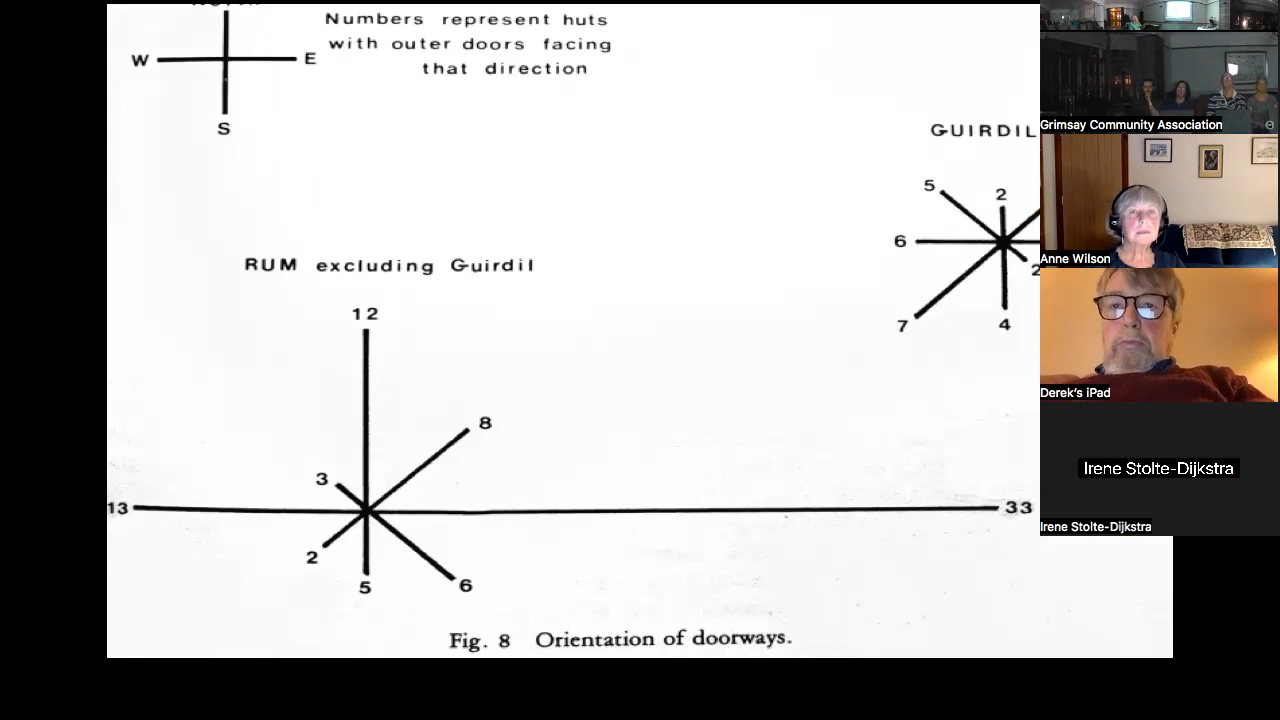 Numbers represent huts
with outer doors facing
that direction
W E
S
GUIRDIL
5 2
6
2
7 4
RUM excluding Guirdil
12
8
3
13 33
2
5 6
Fig. 8 Orientation of doorways.
Grimsay Community Association
Anne Wilson
Derek's iPad
Irene Stolte-Dijkstra
Irene Stolte-Dijkstra